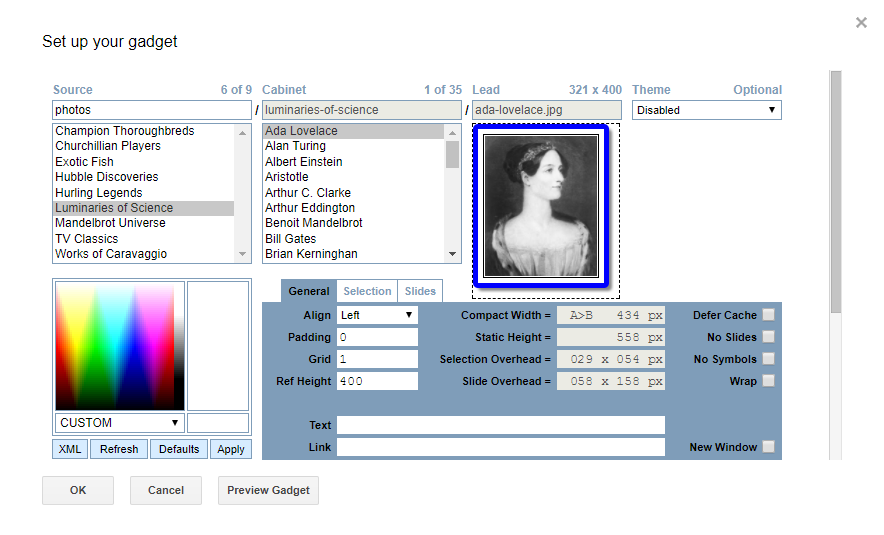 ×
Set up your gadget
Source 6 of 9 Cabinet 1 of 35 Lead 321 x 400 Theme Optional
photos / luminaries-of-science / ada-lovelace.jpg Disabled
Champion Thoroughbreds
Churchillian Players
Exotic Fish
Hubble Discoveries
Hurling Legends
Luminaries of Science
Mandelbrot Universe
TV Classics
Works of Caravaggio
Ada Lovelace
Alan Turing
Albert Einstein
Aristotle
Arthur C. Clarke
Arthur Eddington
Benoit Mandelbrot
Bill Gates
Brian Kerninghan
CUSTOM
XML Refresh Defaults Apply
General Selection Slides
Align Left Compact Width = A>B 434 px Defer Cache
Padding 0 Static Height = 558 px No Slides
Grid 1 Selection Overhead = 029 x 054 px No Symbols
Ref Height 400 Slide Overhead = 058 x 158 px Wrap
Text
Link New Window
OK Cancel Preview Gadget